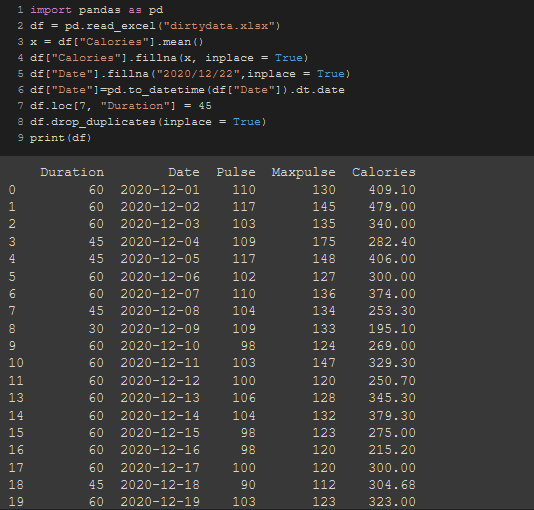 1 import pandas as pd
2 df = pd.read_excel("dirtydata.xlsx")
3 x = df["Calories"].mean()
4 df["Calories"].fillna(x, inplace = True)
5 df["Date"].fillna("2020/12/22",inplace = True)
6 df["Date"]=pd.to_datetime(df["Date"]).dt.date
7 df.loc[7, "Duration"] = 45
8 df.drop_duplicates(inplace = True)
9 print(df)
Duration Date Pulse Maxpulse Calories
0 60 2020-12-01 110 130 409.10
1 60 2020-12-02 117 145 479.00
2 60 2020-12-03 103 135 340.00
3 45 2020-12-04 109 175 282.40
4 45 2020-12-05 117 148 406.00
5 60 2020-12-06 102 127 300.00
6 60 2020-12-07 110 136 374.00
7 45 2020-12-08 104 134 253.30
8 30 2020-12-09 109 133 195.10
9 60 2020-12-10 98 124 269.00
10 60 2020-12-11 103 147 329.30
11 60 2020-12-12 100 120 250.70
13 60 2020-12-13 106 128 345.30
14 60 2020-12-14 104 132 379.30
15 60 2020-12-15 98 123 275.00
16 60 2020-12-16 98 120 215.20
17 60 2020-12-17 100 120 300.00
18 45 2020-12-18 90 112 304.68
19 60 2020-12-19 103 123 323.00